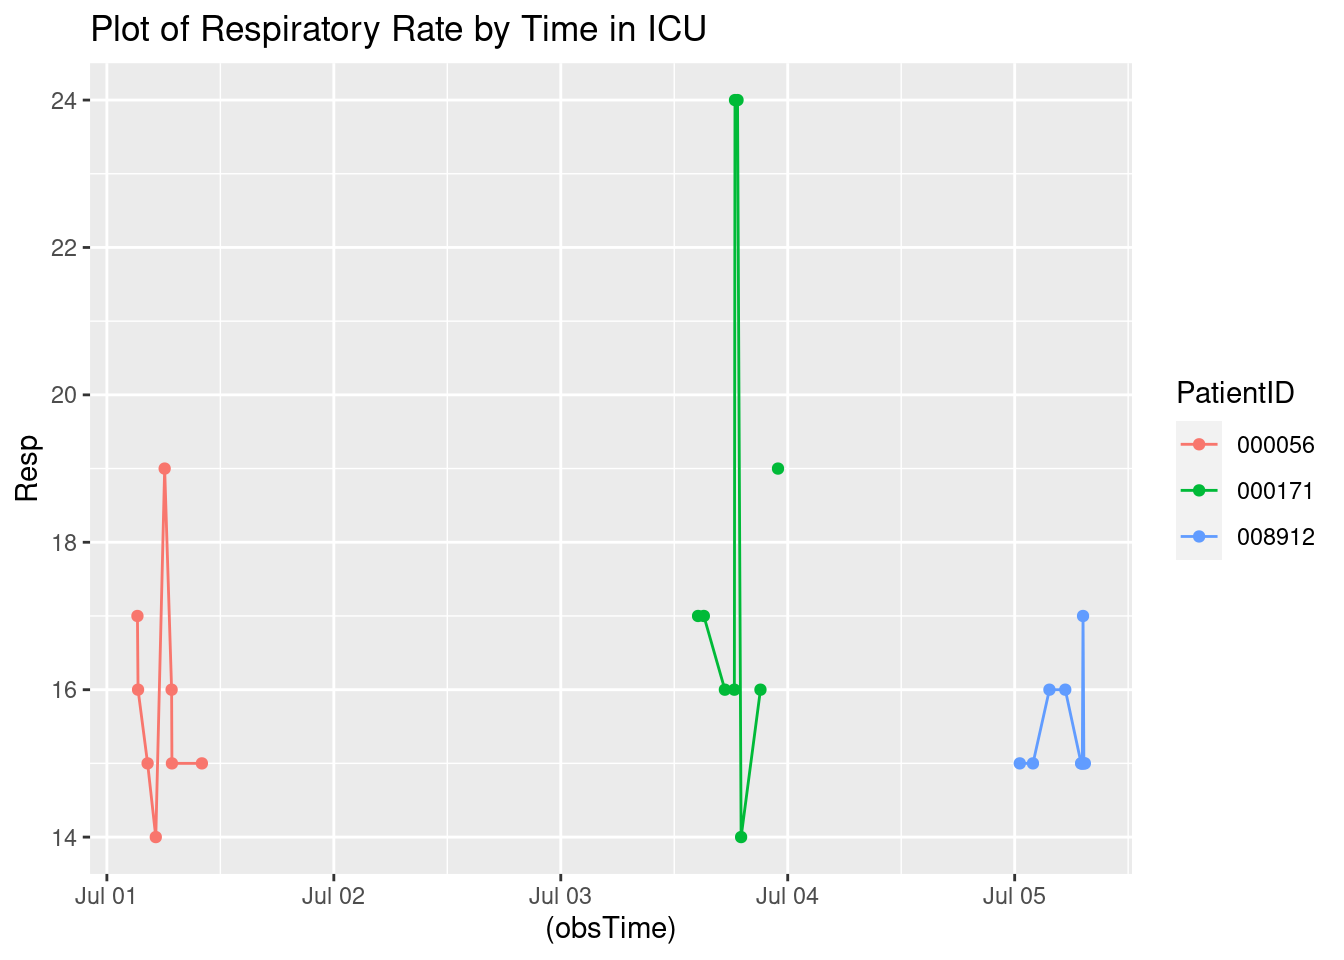 Plot of Respiratory Rate by Time in ICU
24
22
20
18
16
14
Resp
Jul 01 Jul 02 Jul 03 Jul 04 Jul 05
(obsTime)
PatientID
000056
000171
008912